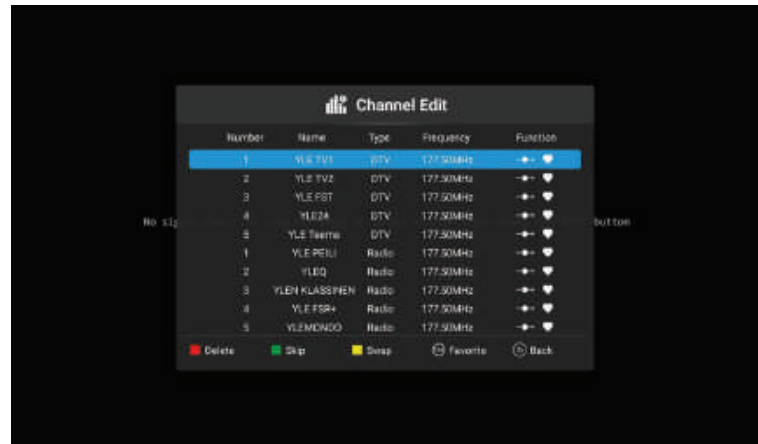 Channel Edit
Number Name Type Frequency Function
1 YLE TV1 DTV 177.50MHz
2 YLE TV2 DTV 177.50MHz
3 YLE FST DTV 177.50MHz
4 YLE24 DTV 177.50MHz
No sig button
5 YLE Teema DTV 177.50MHz
1 YLE PEILI Radio 177.50MHz
2 YLEQ Radio 177.50MHz
3 YLEN KLASSINEN Radio 177.50MHz
4 YLE FSR+ Radio 177.50MHz
5 YLEMONDO Radio 177.50MHz
Delete Skip Swap Favorite Back